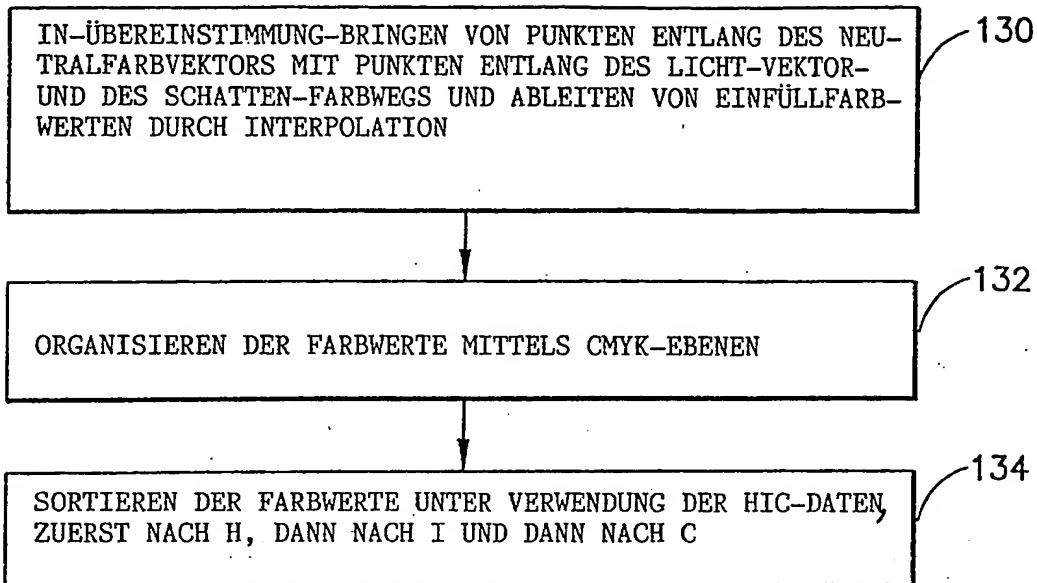 IN-ÜBEREINSTIMMUNG-BRINGEN VON PUNKTEN ENTLANG DES NEU-
TRALFARBVEKTORS MIT PUNKTEN ENTLANG DES LICHT-VEKTOR-
UND DES SCHATTEN-FARBWEGS UND ABLEITEN VON EINFÜLLFARB-
WERTEN DURCH INTERPOLATION
130
ORGANISIEREN DER FARBWERTE MITTELS CMYK-EBENEN
132
SORTIEREN DER FARBWERTE UNTER VERWENDUNG DER HIC-DATEN,
ZUERST NACH H, DANN NACH I UND DANN NACH C
134